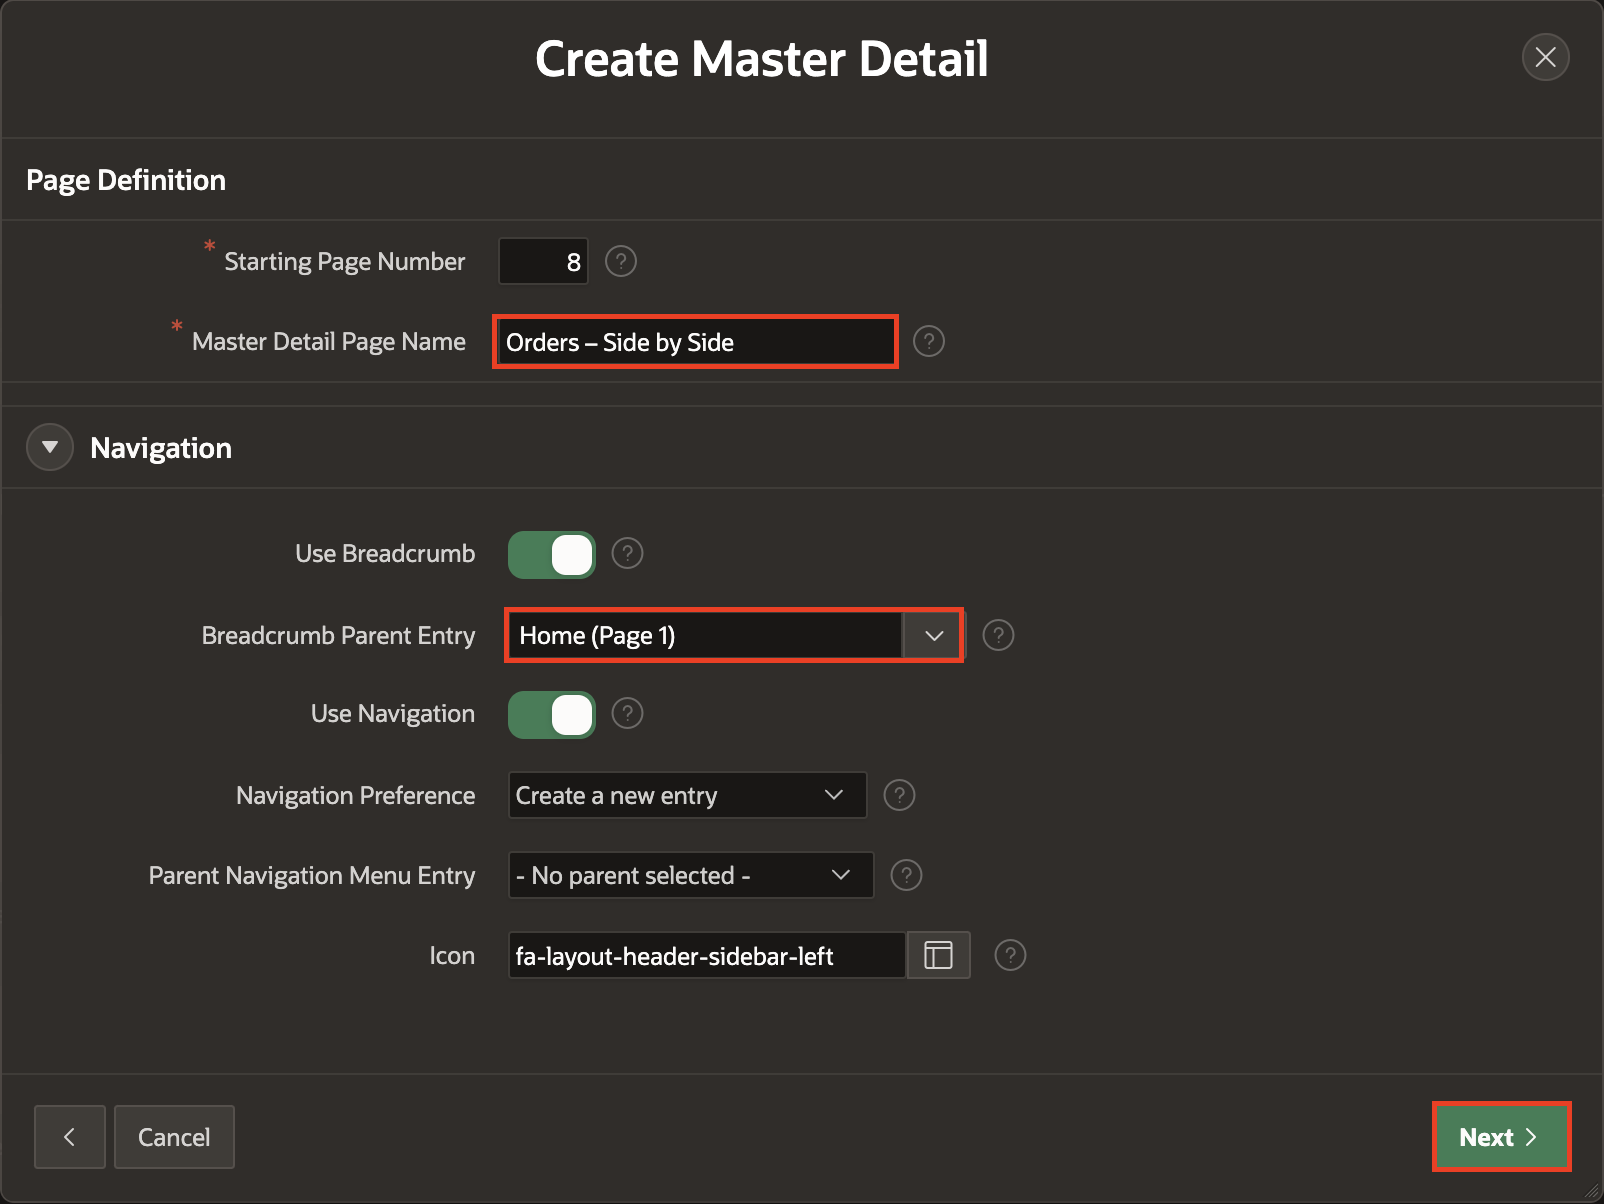 Create Master Detail
Page Definition
* Starting Page Number 8 ?
* Master Detail Page Name Orders – Side by Side ?
Navigation
Use Breadcrumb ?
Breadcrumb Parent Entry Home (Page 1) ?
Use Navigation ?
Navigation Preference Create a new entry ?
Parent Navigation Menu Entry - No parent selected - ?
Icon fa-layout-header-sidebar-left ?
Cancel Next